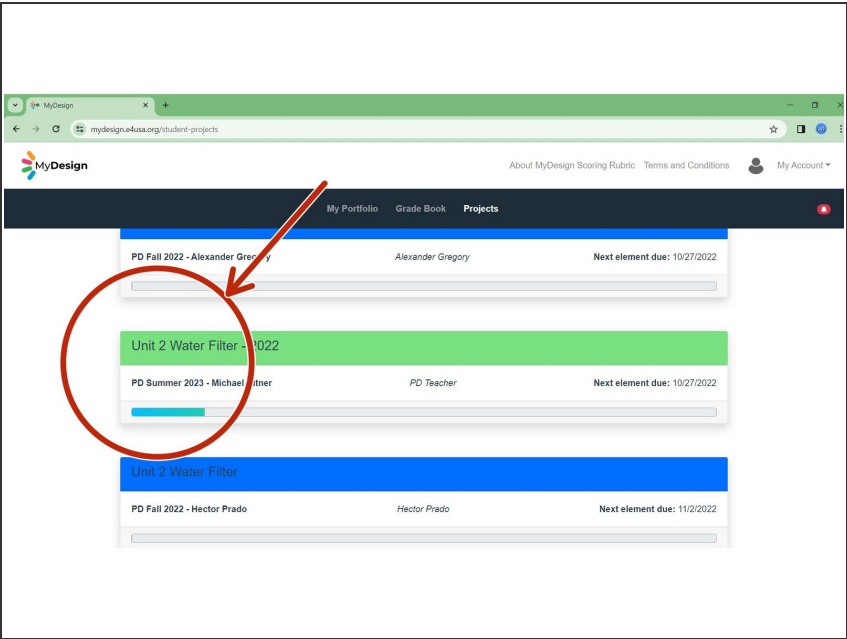 MyDesign
mydesign.e4usa.org/student-projects
MyDesign
About MyDesign Scoring Rubric Terms and Conditions My Account
My Portfolio Grade Book Projects
PD Fall 2022 - Alexander Gregory Alexander Gregory Next element due: 10/27/2022
Unit 2 Water Filter - 2022
PD Summer 2023 - Michael PD Teacher Next element due: 10/27/2022
Unit 2 Water Filter
PD Fall 2022 - Hector Prado Hector Prado Next element due: 11/2/2022